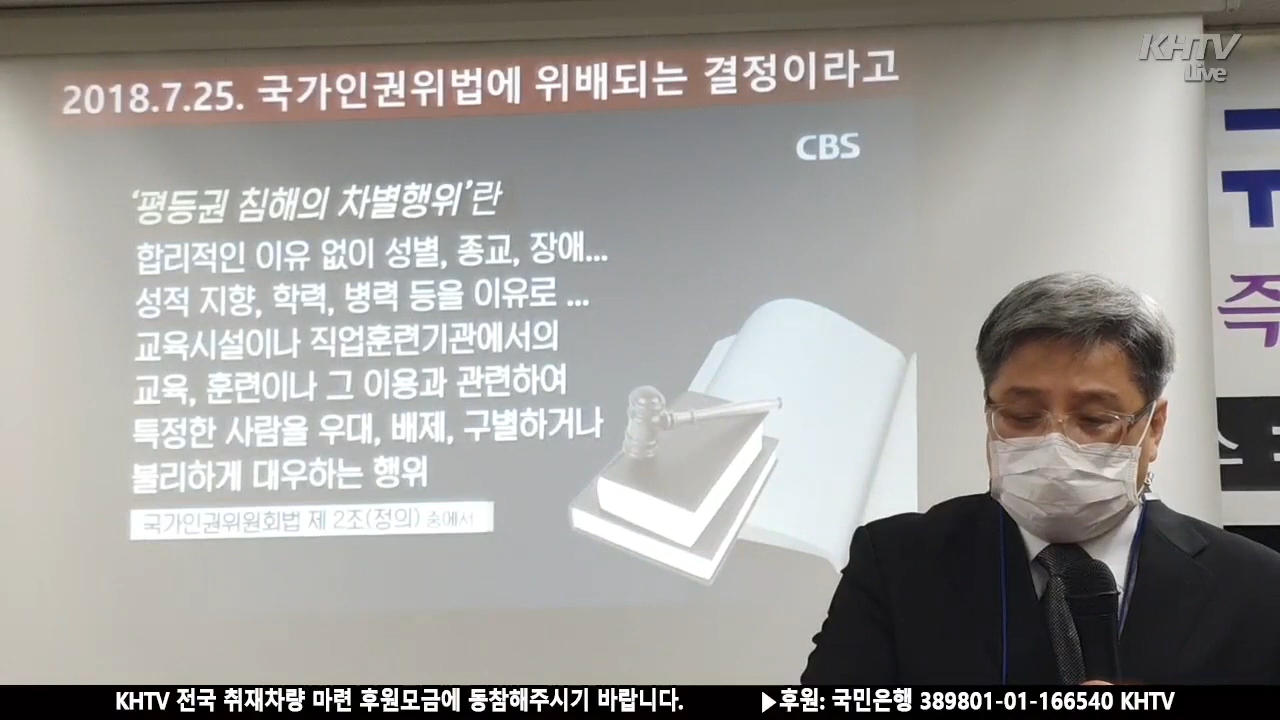 KHTV
Live
2018.7.25. 국가인권위법에 위배되는 결정이라고
CBS
‘평등권 침해의 차별행위’란
합리적인 이유 없이 성별, 종교, 장애...
성적 지향, 학력, 병력 등을 이유로 ...
교육시설이나 직업훈련기관에서의
교육, 훈련이나 그 이용과 관련하여
특정한 사람을 우대, 배제, 구별하거나
불리하게 대우하는 행위
국가인권위원회법 제 2조(정의) 중에서
즉
KHTV 전국 취재차량 마련 후원모금에 동참해주시기 바랍니다.
▶후원: 국민은행 389801-01-166540 KHTV